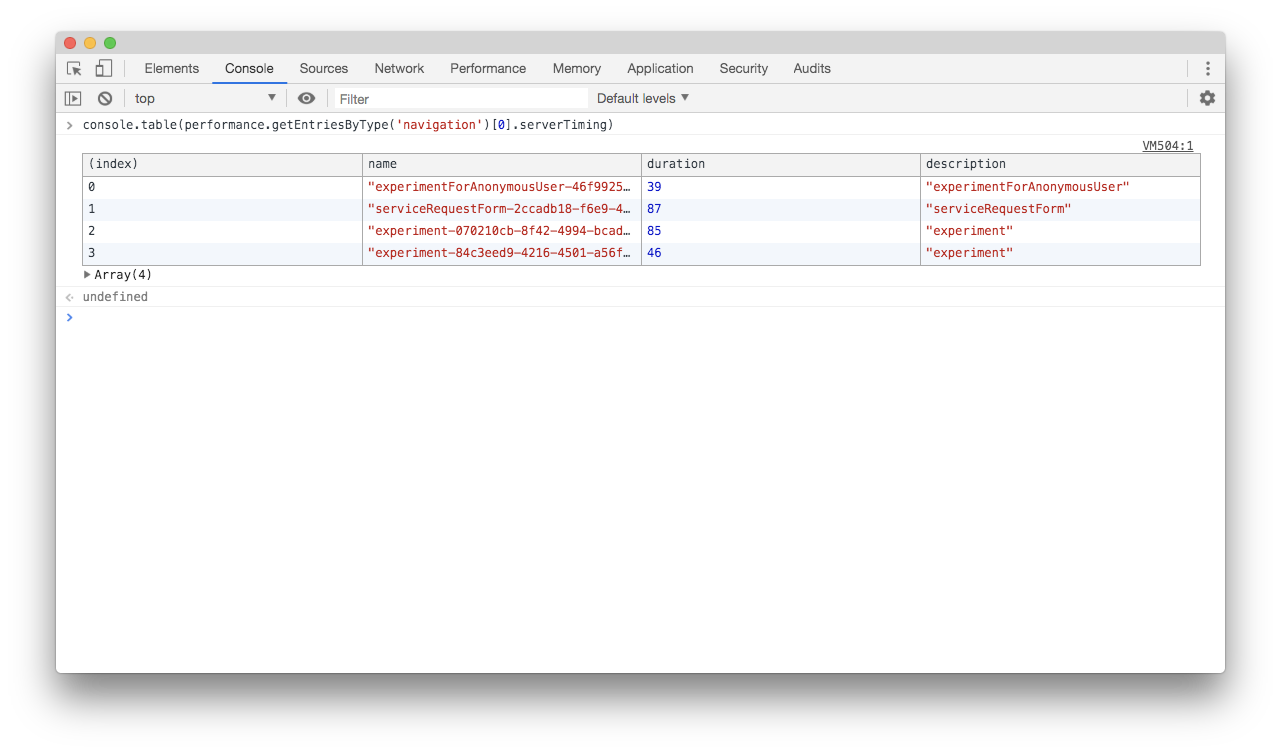 Elements Console Sources Network Performance Memory Application Security Audits
top Filter Default levels
console.table(performance.getEntriesByType('navigation')[0].serverTiming)
VM504:1
(index) name duration description
0 "experimentForAnonymousUser-46f9925… 39 "experimentForAnonymousUser"
1 "serviceRequestForm-2ccadb18-f6e9-4… 87 "serviceRequestForm"
2 "experiment-070210cb-8f42-4994-bcad… 85 "experiment"
3 "experiment-84c3eed9-4216-4501-a56f… 46 "experiment"
Array(4)
undefined